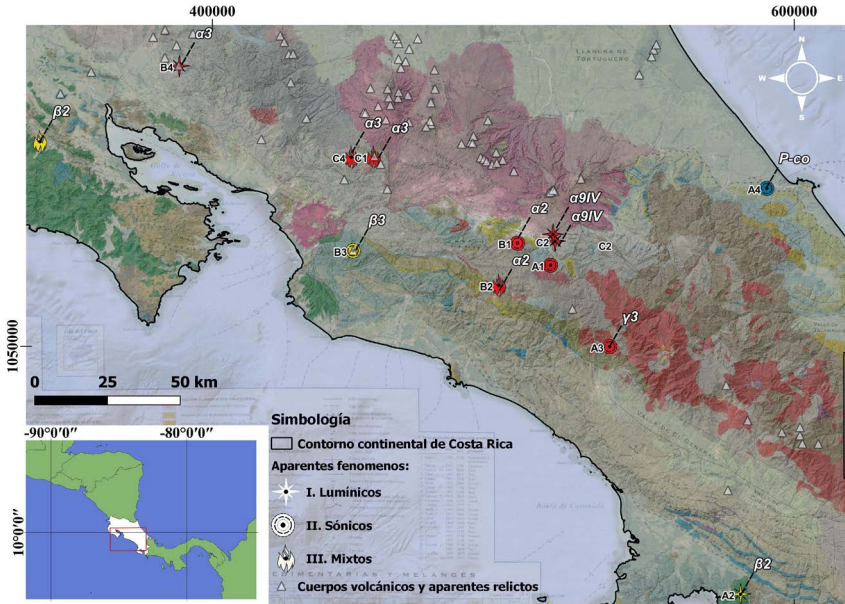 400000
600000
α3
B4
LLANURA DE
TORTUGUERO
N
W
E
S
β2
α3
α3
C4
C1
P-co
A4
α9IV
α2
α9IV
β3
B1
C2
C2
B3
α2
A1
B2
γ3
1050000
A3
0
25
50 km
Simbología
Contorno continental de Costa Rica
Aparentes fenomenos:
I. Lumínicos
II. Sónicos
III. Mixtos
Cuerpos volcánicos y aparentes relictos
-90°0'0''
-80°0'0''
10°0'0''
β2
A2